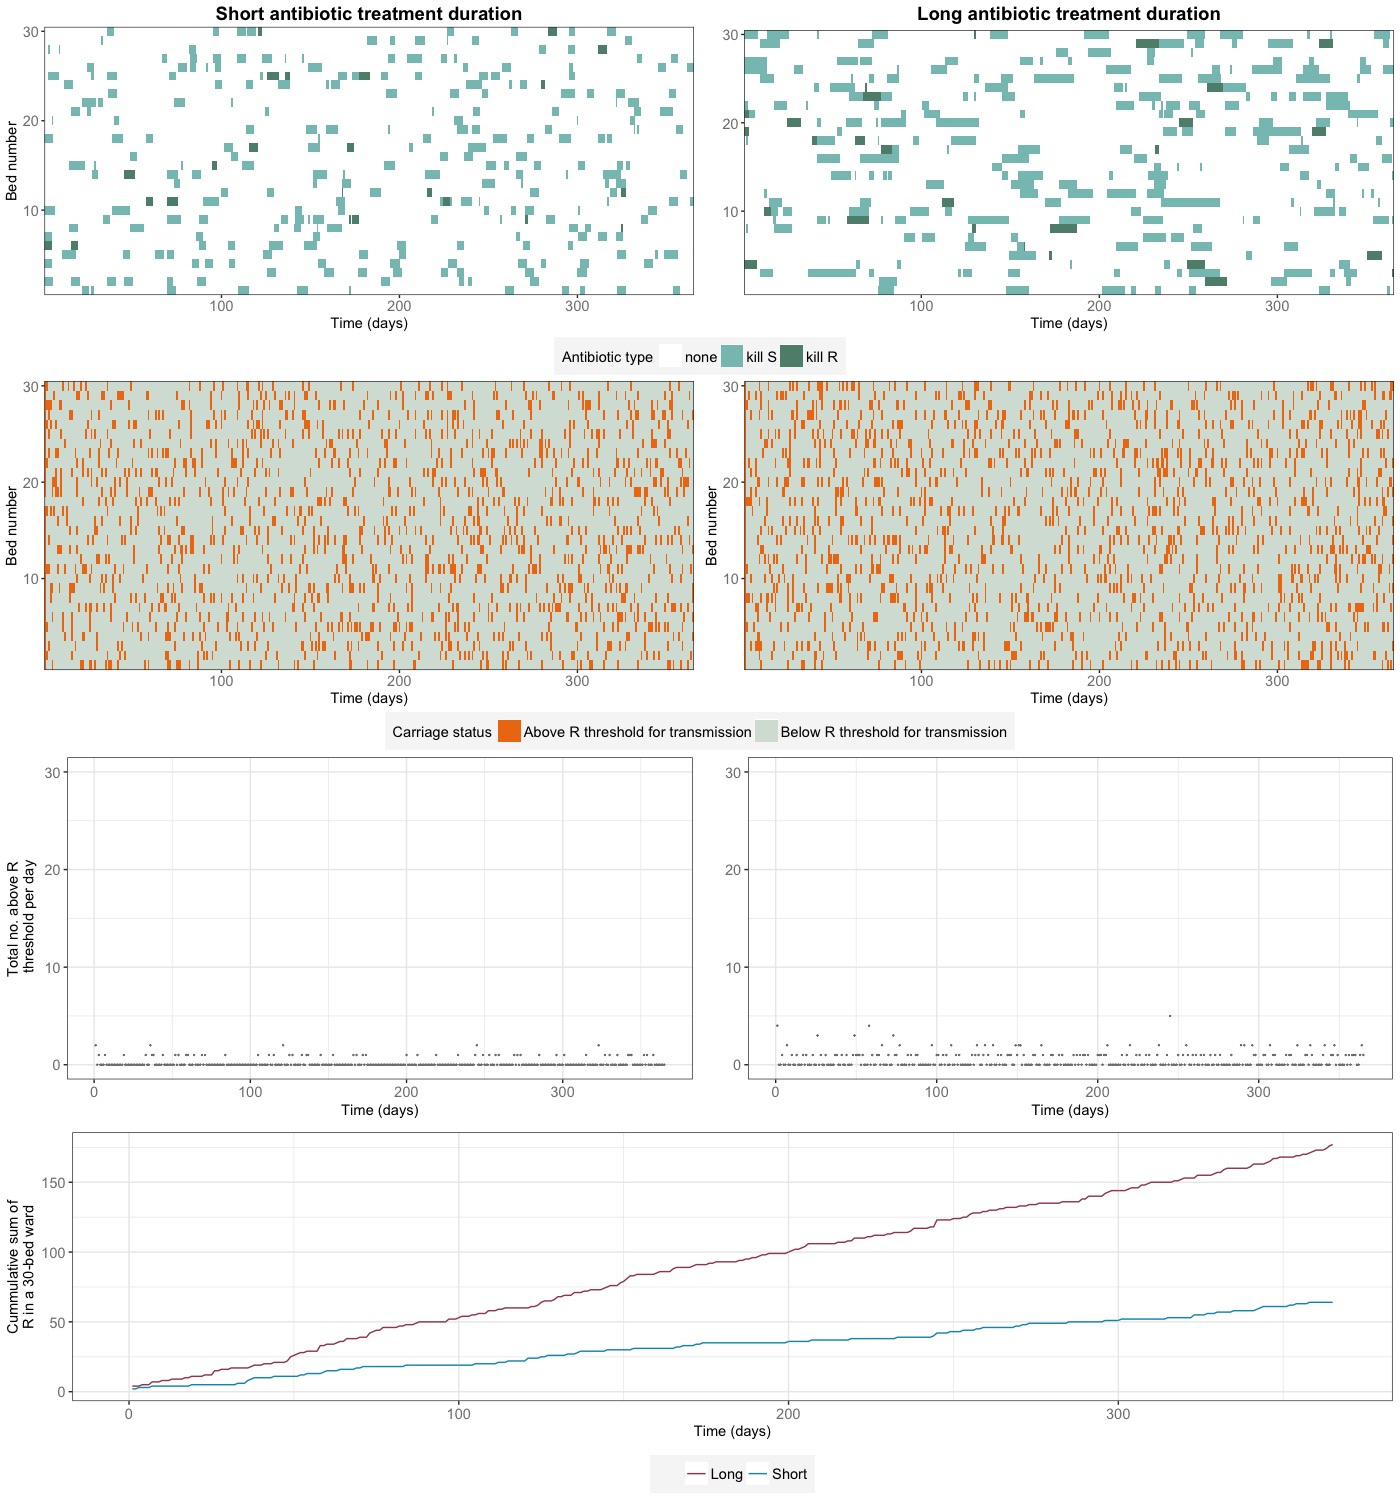 Short antibiotic treatment duration
Long antibiotic treatment duration
Bed number
30
20
10
100
200
300
Time (days)
30
20
10
100
200
300
Time (days)
Antibiotic type none kill S kill R
Bed number
30
20
10
100
200
300
Time (days)
Bed number
30
20
10
100
200
300
Time (days)
Carriage status Above R threshold for transmission Below R threshold for transmission
Total no. above R
threshold per day
30
20
10
0
0
100
200
300
Time (days)
30
20
10
0
0
100
200
300
Time (days)
Cummulative sum of
R in a 30-bed ward
150
100
50
0
0
100
200
300
Time (days)
Long Short